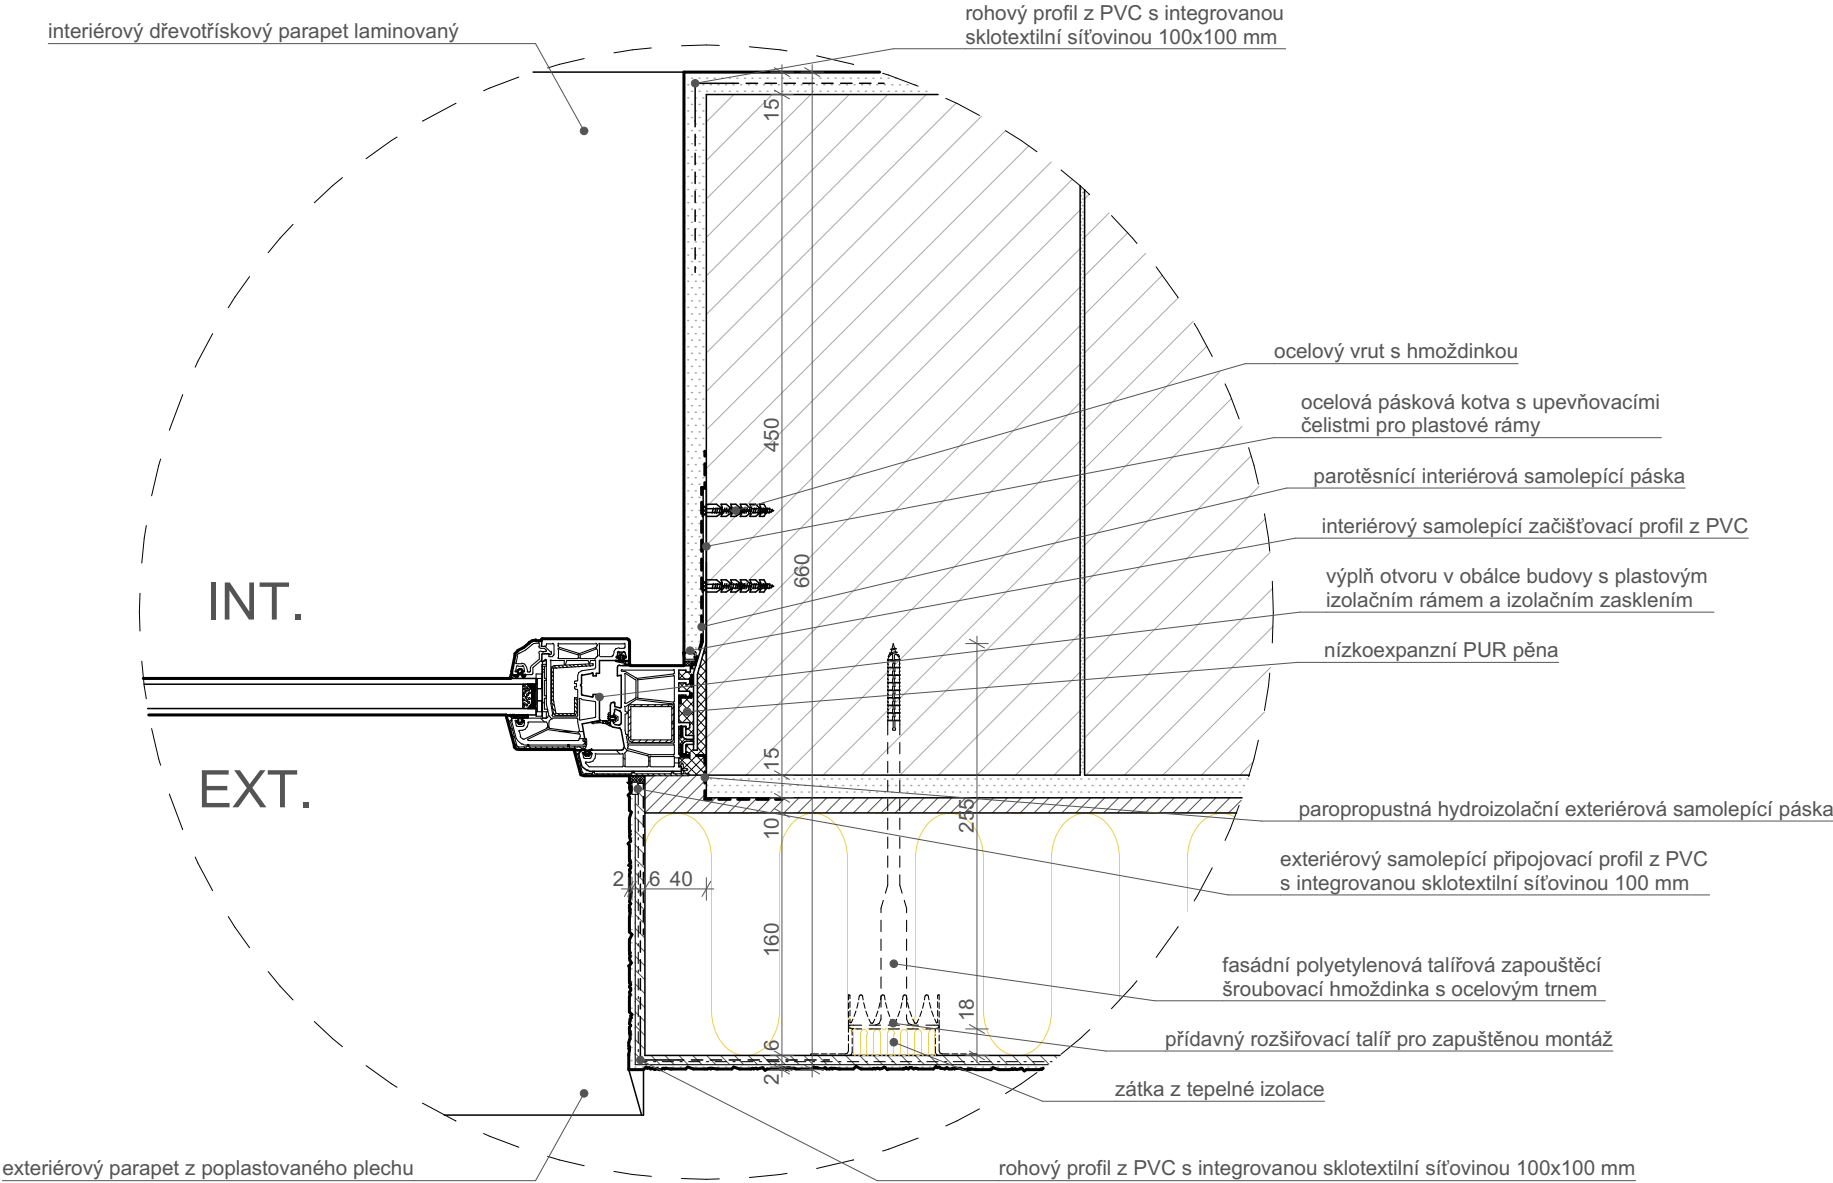 rohový profil z PVC s integrovanou
sklotextilní síťovinou 100x100 mm
interiérový dřevotřískový parapet laminovaný
15
ocelový vrut s hmoždinkou
ocelová pásková kotva s upevňovacími
čelistmi pro plastové rámy
450
parotěsnící interiérová samolepící páska
interiérový samolepící začišťovací profil z PVC
660
výplň otvoru v obálce budovy s plastovým
izolačním rámem a izolačním zasklením
INT.
nízkoexpanzní PUR pěna
EXT.
15
10
255
paropropustná hydroizolační exteriérová samolepící páska
exteriérový samolepící připojovací profil z PVC
s integrovanou sklotextilní síťovinou 100 mm
2 6 40
160
fasádní polyetylenová talířová zapouštěcí
šroubovací hmoždinka s ocelovým trnem
18
přídavný rozšiřovací talíř pro zapuštěnou montáž
6
2
zátka z tepelné izolace
exteriérový parapet z poplastovaného plechu
rohový profil z PVC s integrovanou sklotextilní síťovinou 100x100 mm